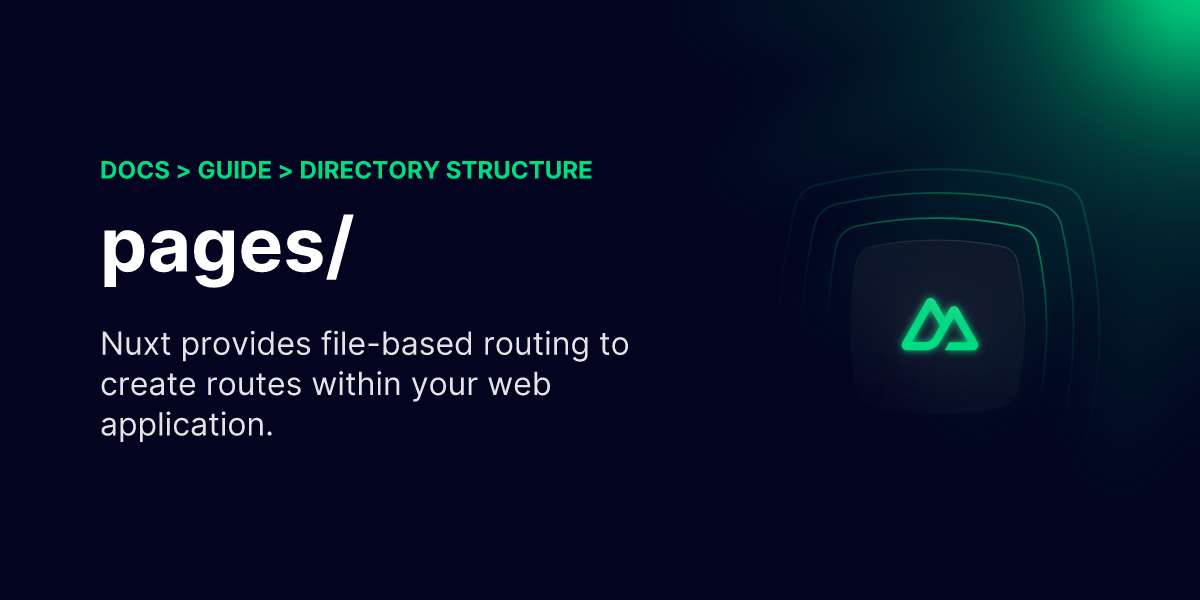 DOCS > GUIDE > DIRECTORY STRUCTURE
pages/
Nuxt provides file-based routing to
create routes within your web
application.